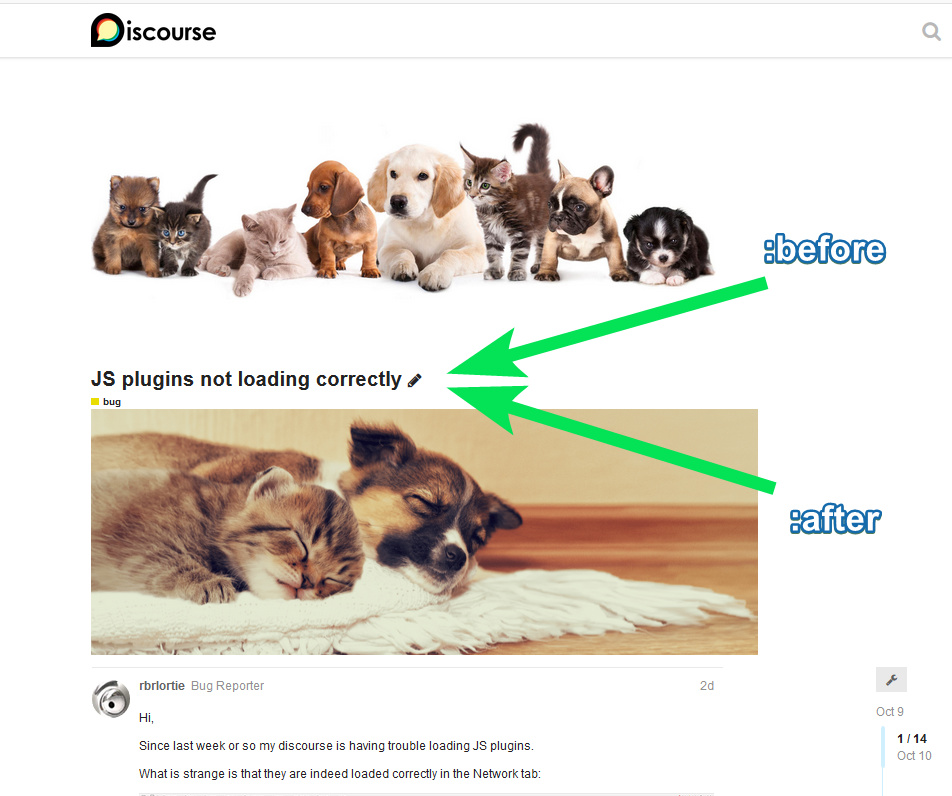 Discourse
:before
JS plugins not loading correctly
bug
:after
rbrlortie Bug Reporter 2d
Hi,
Since last week or so my discourse is having trouble loading JS plugins.
What is strange is that they are indeed loaded correctly in the Network tab:
Oct 9
1 / 14
Oct 10